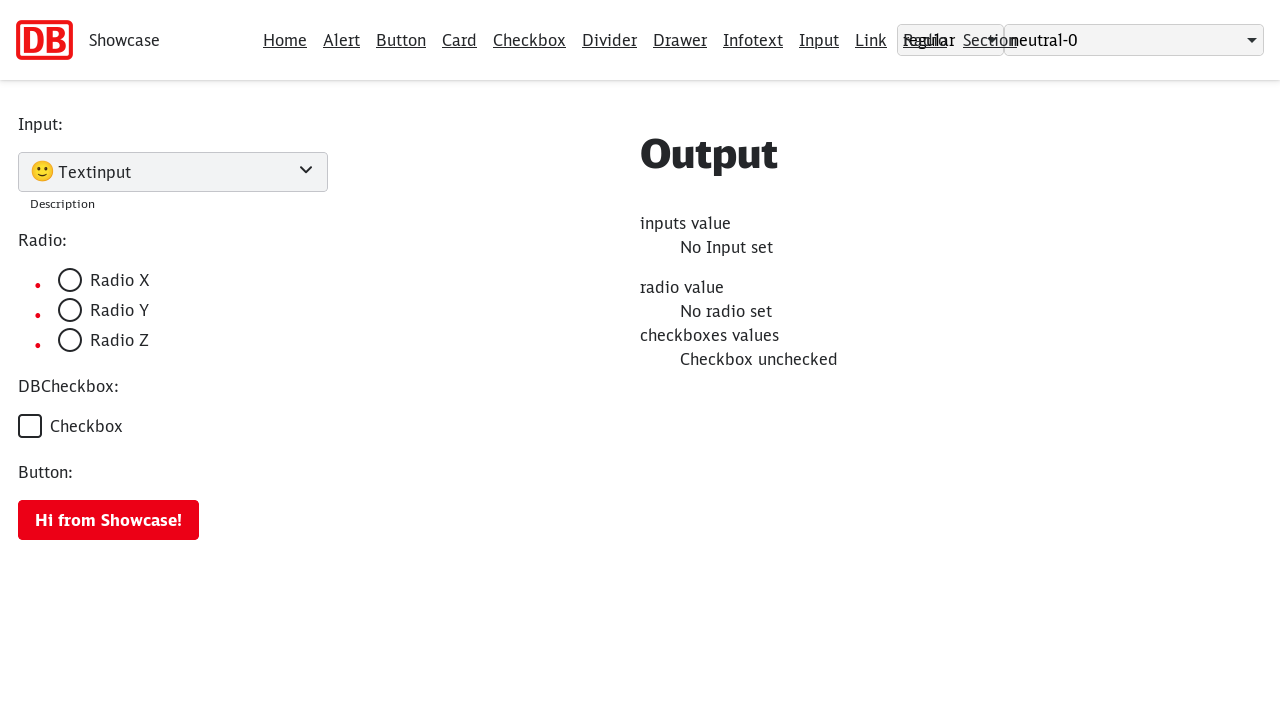 DB Showcase Home Alert Button Card Checkbox Divider Drawer Infotext Input Link Radio Section regular neutral-0
Input:
Textinput
Description
Radio:
Radio X
Radio Y
Radio Z
DBCheckbox:
Checkbox
Button:
Hi from Showcase!
Output
inputs value
No Input set
radio value
No radio set
checkboxes values
Checkbox unchecked